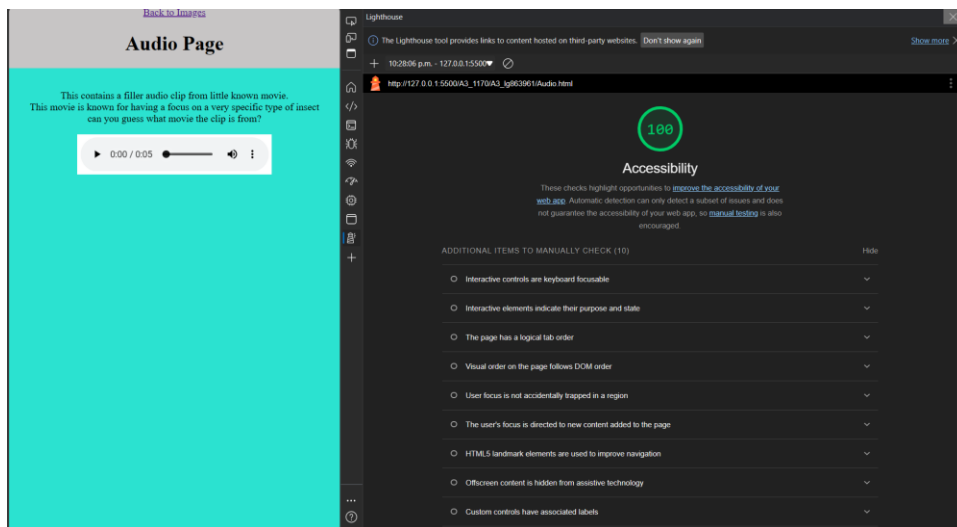 Back to Images
Audio Page
This contains a filler audio clip from little known movie.
This movie is known for having a focus on a very specific type of insect
can you guess what movie the clip is from?
0:00 / 0:05
Lighthouse
The Lighthouse tool provides links to content hosted on third-party websites. Don't show again Show more
10:28:06 p.m. - 127.0.0.1:5500
http://127.0.0.1:5500/A3_1170/A3_lg863961/Audio.html
100
Accessibility
These checks highlight opportunities to improve the accessibility of your
web app. Automatic detection can only detect a subset of issues and does
not guarantee the accessibility of your web app, so manual testing is also
encouraged.
ADDITIONAL ITEMS TO MANUALLY CHECK (10) Hide
Interactive controls are keyboard focusable
Interactive elements indicate their purpose and state
The page has a logical tab order
Visual order on the page follows DOM order
User focus is not accidentally trapped in a region
The user's focus is directed to new content added to the page
HTML5 landmark elements are used to improve navigation
Offscreen content is hidden from assistive technology
Custom controls have associated labels